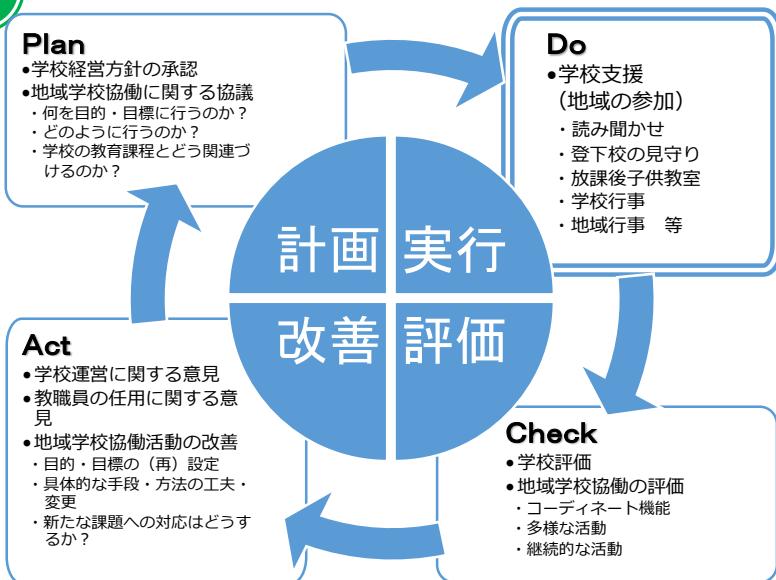 Plan
•学校経営方針の承認
•地域学校協働に関する協議
・何を目的・目標に行うのか？
・どのように行うのか？
・学校の教育課程とどう関連づ
けるのか？
Do
•学校支援
（地域の参加）
・読み聞かせ
・登下校の見守り
・放課後子供教室
・学校行事
・地域行事　等
計画
実行
改善
評価
Act
•学校運営に関する意見
•教職員の任用に関する意
見
•地域学校協働活動の改善
・目的・目標の（再）設定
・具体的な手段・方法の工夫・
変更
・新たな課題への対応はどうす
るか？
Check
•学校評価
•地域学校協働の評価
・コーディネート機能
・多様な活動
・継続的な活動